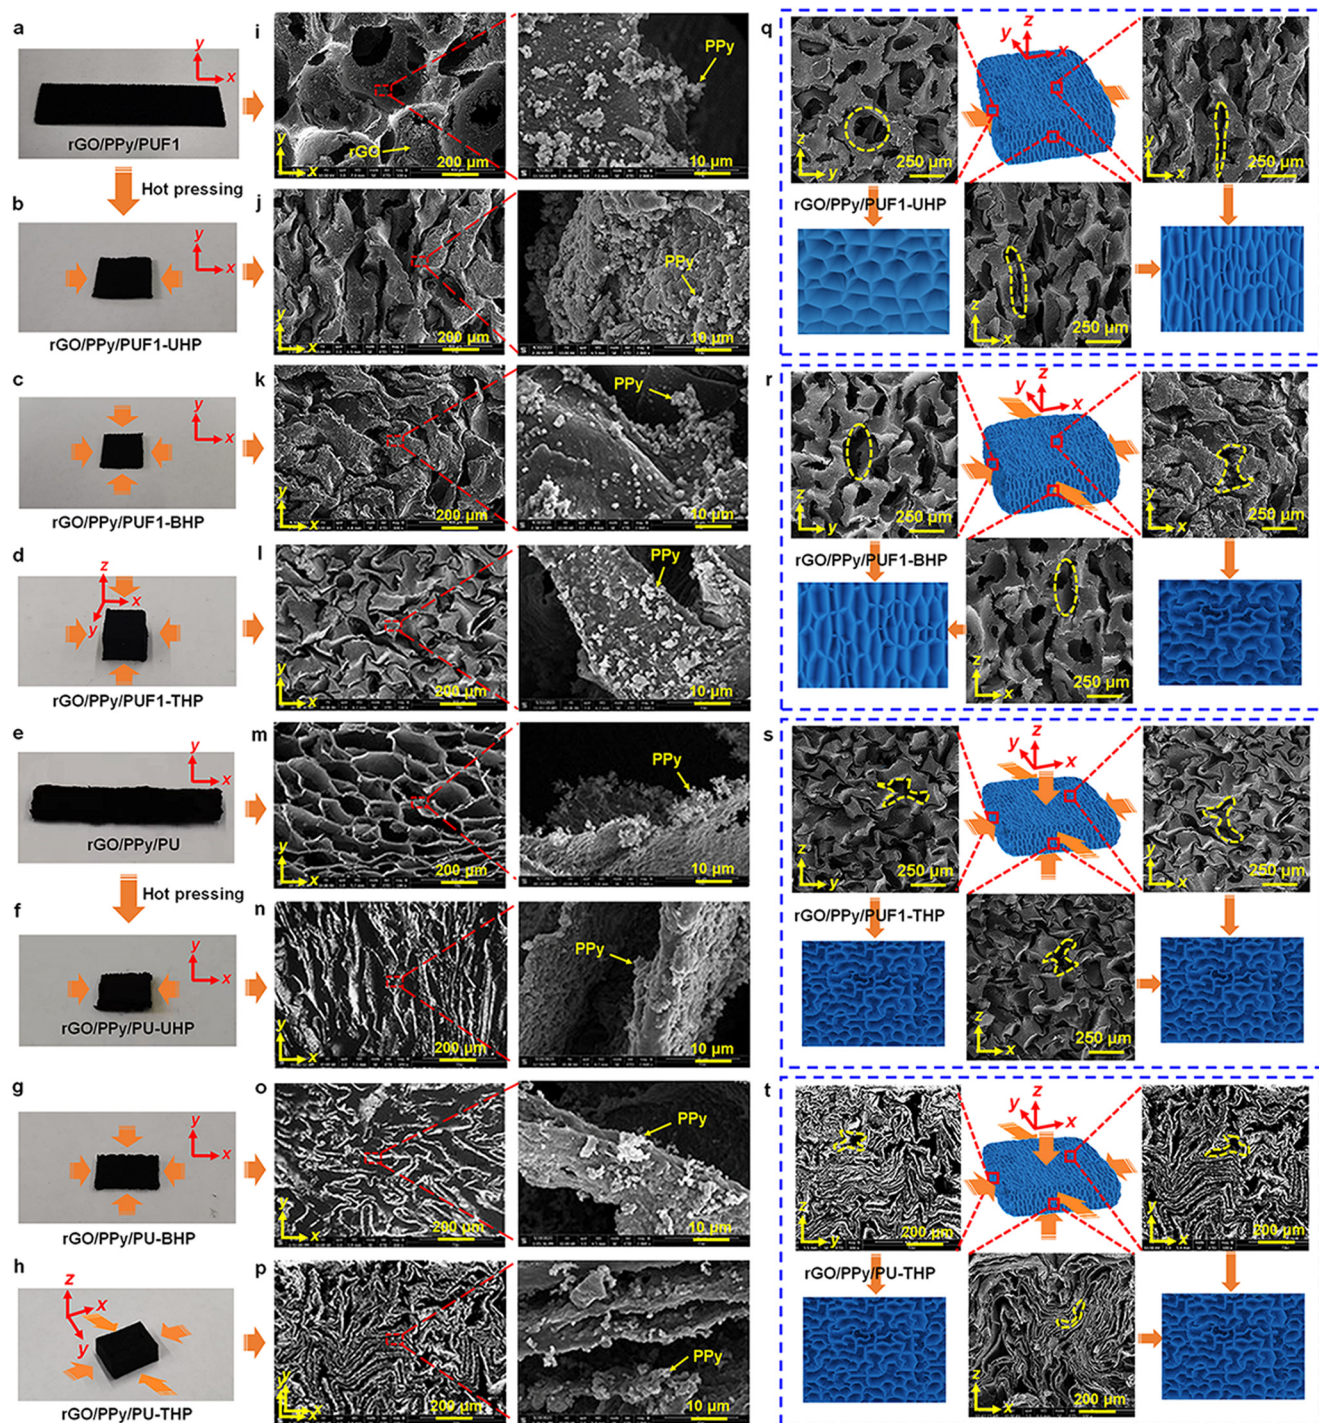 a
y
x
rGO/PPy/PUF1
Hot pressing
b
y
x
rGO/PPy/PUF1-UHP
c
y
x
rGO/PPy/PUF1-BHP
d
z
x
y
rGO/PPy/PUF1-THP
e
y
x
rGO/PPy/PU
Hot pressing
f
y
x
rGO/PPy/PU-UHP
g
y
x
rGO/PPy/PU-BHP
h
z
x
y
rGO/PPy/PU-THP
i
PPy
rGO
y
x
200 µm
10 µm
j
PPy
y
x
200 µm
10 µm
k
PPy
y
x
200 µm
10 µm
l
PPy
y
x
200 µm
10 µm
m
PPy
y
x
200 µm
10 µm
n
PPy
y
x
200 µm
10 µm
o
PPy
y
x
200 µm
10 µm
p
PPy
y
x
200 µm
10 µm
q
z
y
x
z
y
250 µm
y
x
250 µm
rGO/PPy/PUF1-UHP
z
x
250 µm
r
z
y
x
z
y
250 µm
y
x
250 µm
rGO/PPy/PUF1-BHP
z
x
250 µm
s
z
y
x
z
y
250 µm
y
x
250 µm
rGO/PPy/PUF1-THP
z
x
250 µm
t
z
y
x
z
y
200 µm
y
x
200 µm
rGO/PPy/PU-THP
z
x
200 µm